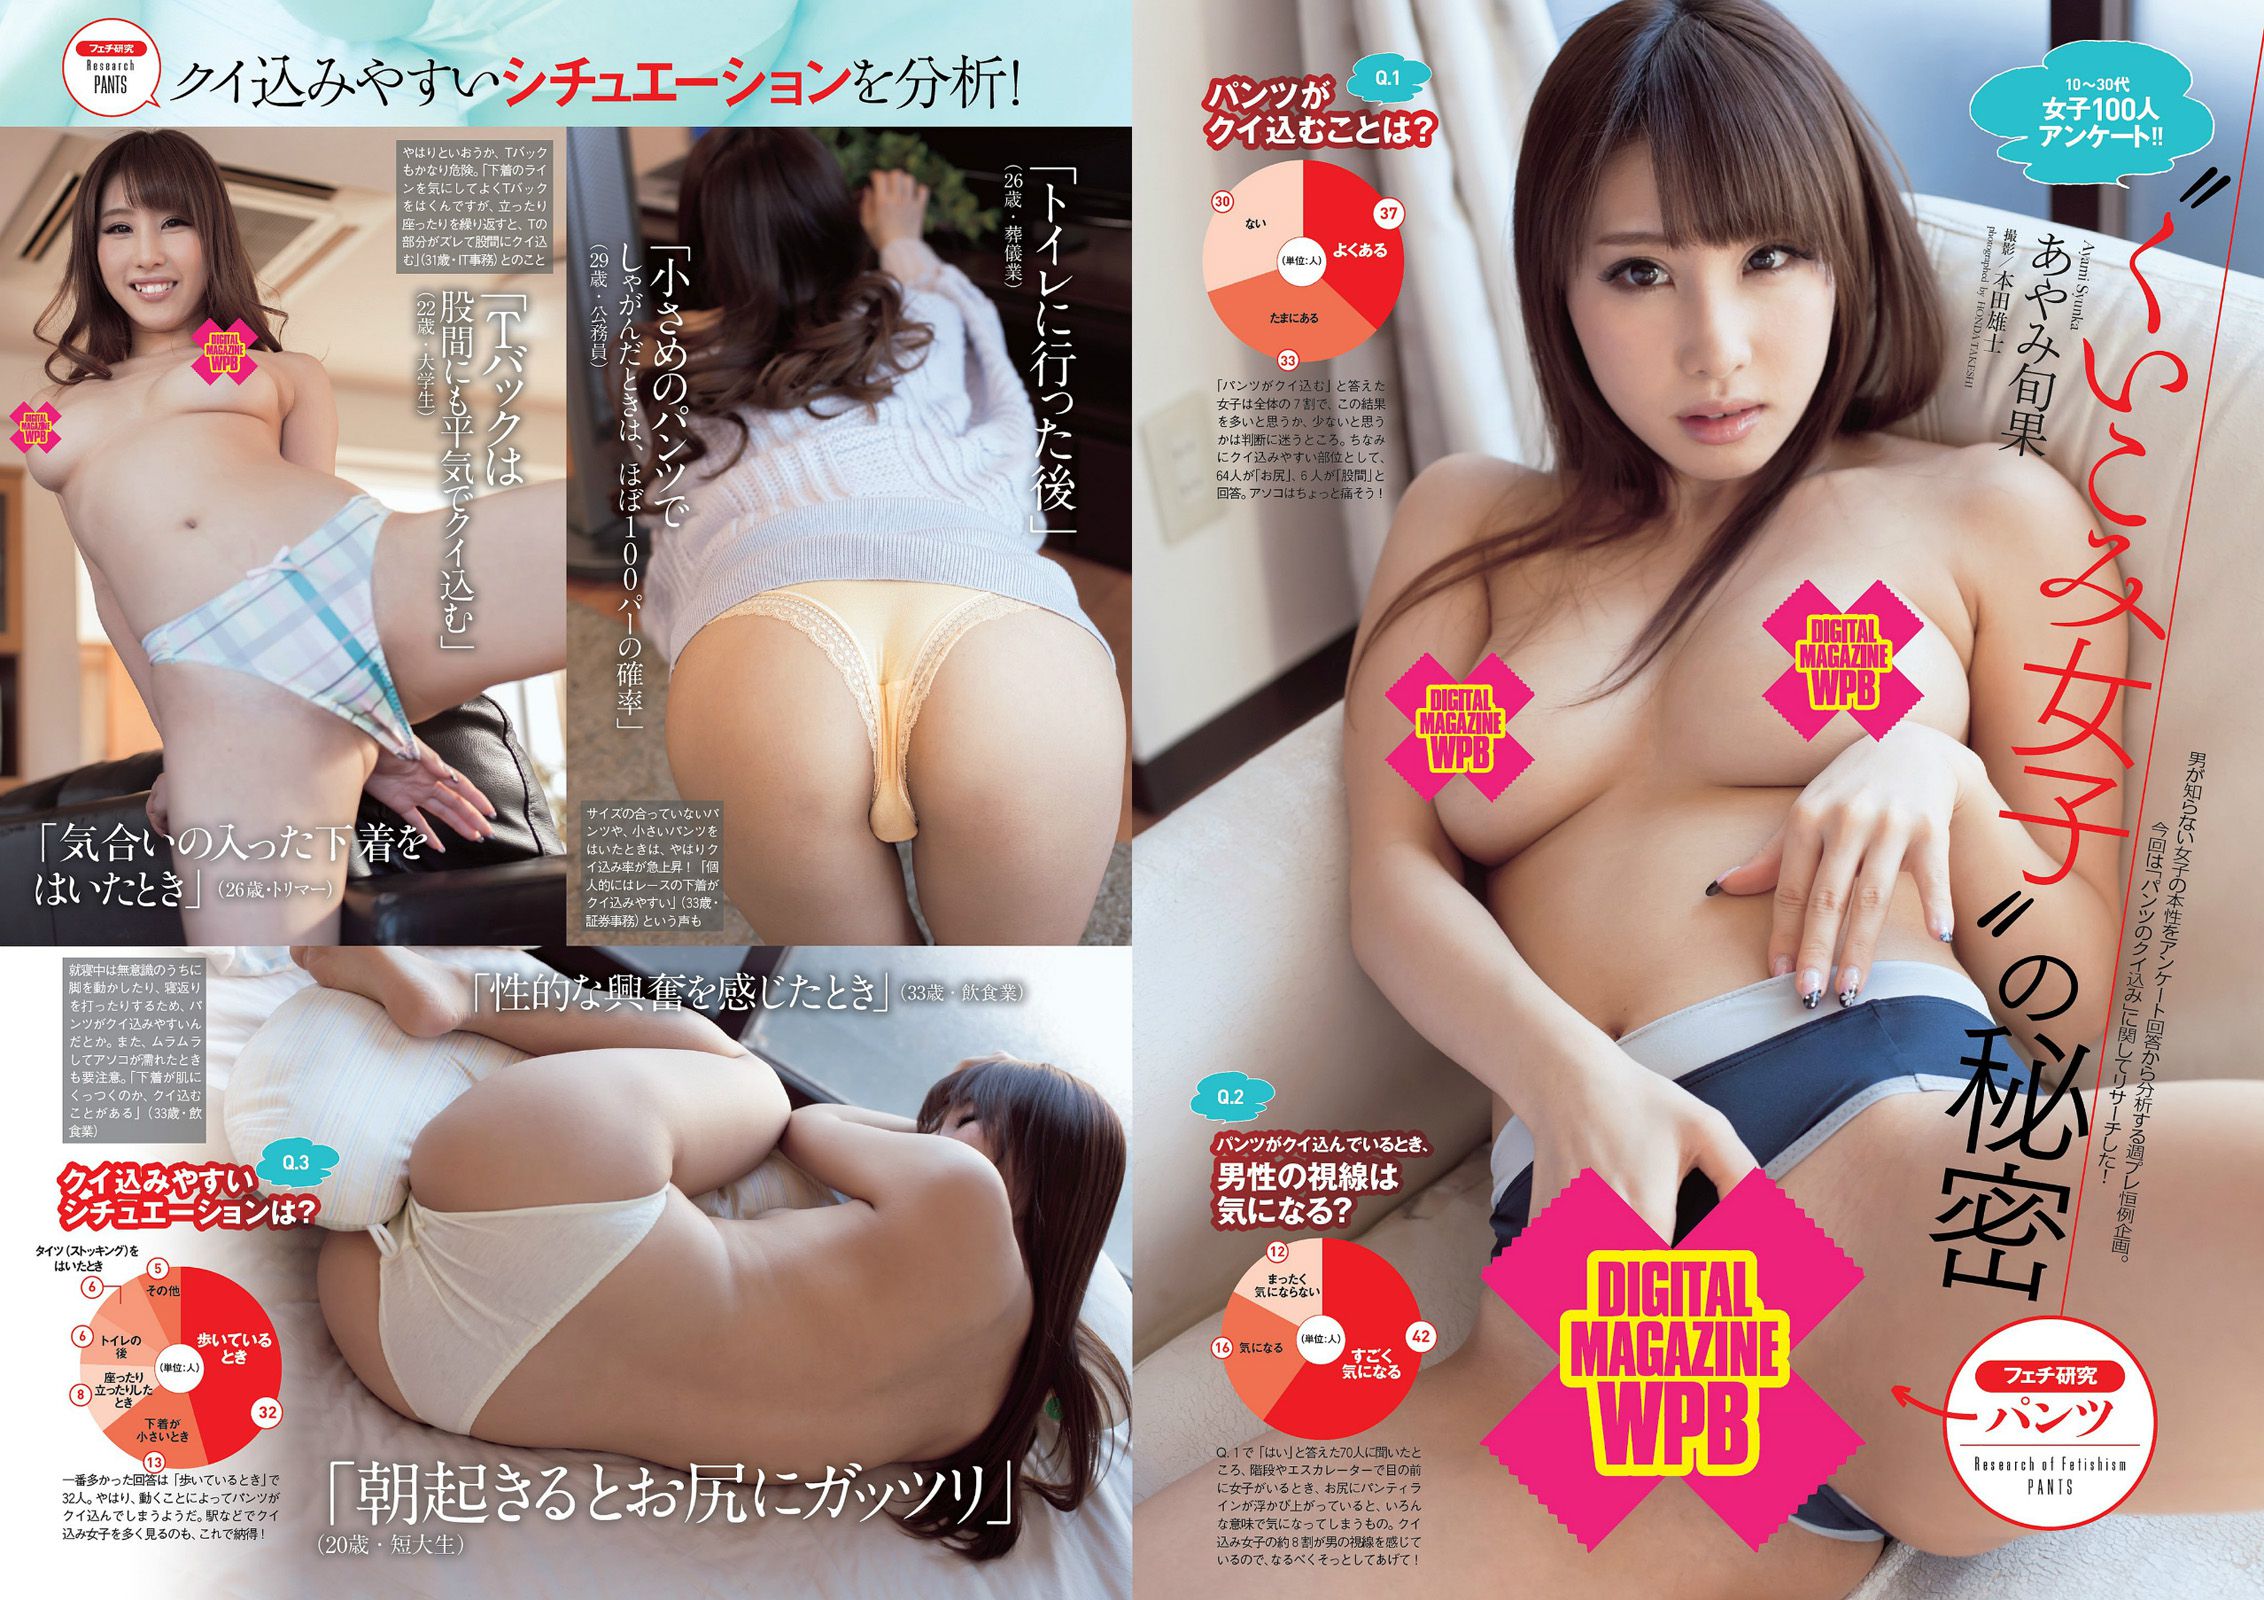 10〜30代
女子100人
アンケート!!
〝くいこみ女子〟の秘密
Ayami Syunka
あやみ旬果
撮影／本田雄士
photographed by HONDA TAKESHI
男が知らない女子の本性をアンケート回答から分析する週プレ恒例企画。
今回は「パンツのクイ込み」に関してリサーチした！
Q.1
パンツが
クイ込むことは？
30
ない
37
よくある
(単位:人)
たまにある
33
「パンツがクイ込む」と答えた
女子は全体の７割で、この結果
を多いと思うか、少ないと思う
かは判断に迷うところ。ちなみ
にクイ込みやすい部位として、
64人が「お尻」、６人が「股間」と
回答。アソコはちょっと痛そう！
DIGITAL
MAGAZINE
WPB
DIGITAL
MAGAZINE
WPB
Q.2
パンツがクイ込んでいるとき、
男性の視線は
気になる？
12
まったく
気にならない
(単位:人)
42
16
気になる
すごく
気になる
Q.１で「はい」と答えた70人に聞いたと
ころ、階段やエスカレーターで目の前
に女子がいるとき、お尻にパンティラ
インが浮かび上がっていると、いろん
な意味で気になってしまうもの。クイ
込み女子の約８割が男の視線を感じて
いるので、なるべくそっとしてあげて！
DIGITAL
MAGAZINE
WPB
フェチ研究
パンツ
Research of Fetishism
PANTS
フェチ研究
Research
PANTS
クイ込みやすいシチュエーションを分析！
「トイレに行った後」
(26歳・葬儀業)
「小さめのパンツで
しゃがんだときは、ほぼ100パーの確率」
(29歳・公務員)
サイズの合っていないパ
ンツや、小さいパンツを
はいたときは、やはりク
イ込み率が急上昇！「個
人的にはレースの下着が
クイ込みやすい」(33歳・
証券事務)という声も
やはりといおうか、Tバック
もかなり危険。「下着のライ
ンを気にしてよくTバック
をはくんですが、立ったり
座ったりを繰り返すと、Tの
部分がズレて股間にクイ込
む」(31歳・IT事務)とのこと
「Tバックは
股間にも平気でクイ込む」
(22歳・大学生)
DIGITAL
MAGAZINE
WPB
DIGITAL
MAGAZINE
WPB
「気合いの入った下着を
はいたとき」(26歳・トリマー)
「性的な興奮を感じたとき」(33歳・飲食業)
就寝中は無意識のうちに
脚を動かしたり、寝返り
を打ったりするため、パ
ンツがクイ込みやすいん
だとか。また、ムラムラ
してアソコが濡れたとき
も要注意。「下着が肌に
くっつくのか、クイ込む
ことがある」(33歳・飲
食業)
Q.3
クイ込みやすい
シチュエーションは？
タイツ(ストッキング)を
はいたとき
6
5
その他
6
トイレの
後
歩いている
とき
(単位:人)
8
座ったり
立ったりした
とき
32
下着が
小さいとき
13
一番多かった回答は「歩いているとき」で
32人。やはり、動くことによってパンツが
クイ込んでしまうようだ。駅などでクイ
込み女子を多く見るのも、これで納得！
「朝起きるとお尻にガッツリ」
(20歳・短大生)